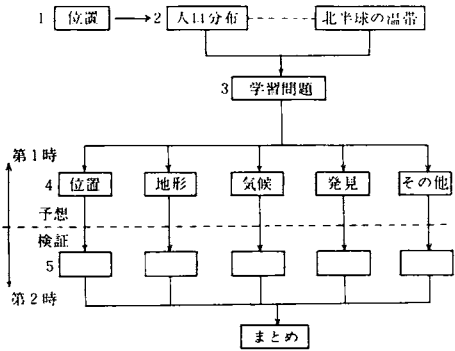 1 位置 2 人口分布 北半球の温帯
3 学習問題
第1時
4 位置 地形 気候 発見 その他
予想
検証
5
第2時
まとめ